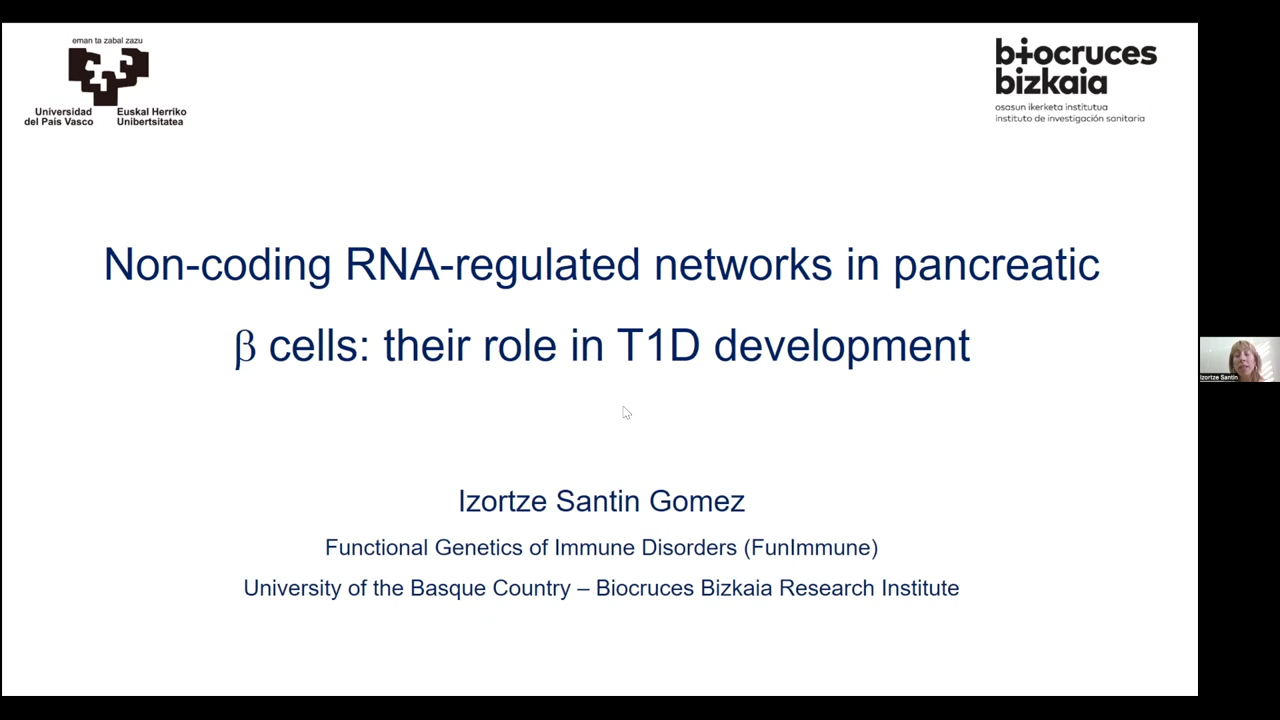 eman ta zabal zazu
Universidad
del País Vasco
Euskal Herriko
Unibertsitatea
biocruces
bizkaia
osasun ikerketa institutua
instituto de investigación sanitaria
Non-coding RNA-regulated networks in pancreatic
β cells: their role in T1D development
Izortze Santin Gomez
Functional Genetics of Immune Disorders (FunImmune)
University of the Basque Country – Biocruces Bizkaia Research Institute
Izortze Santin